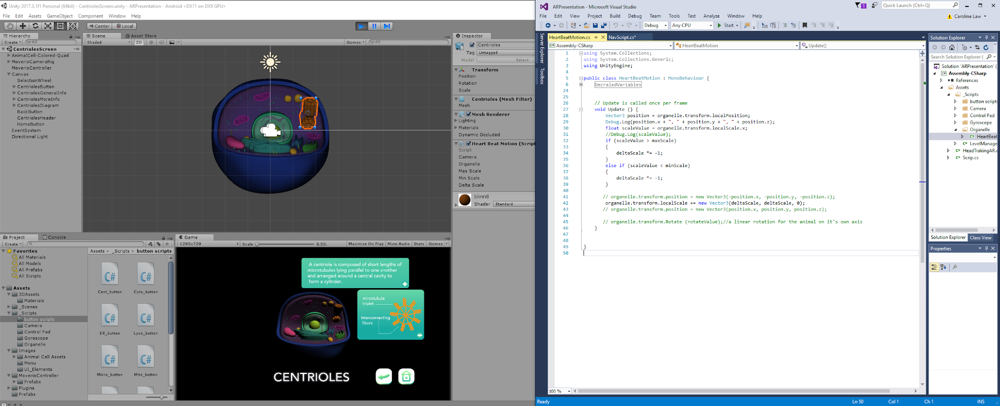 Unity 2017.3.1f1 Personal (64bit) - CentriolesScreen.unity - ARPresentation - Android <DX11 on DX9 GPU>
File Edit Assets GameObject Component Window Help
Center Local
Hierarchy
Create All
CentriolesScreen
AnimalCell-Colored-Quad
MoverioCameraRig
MoverioController
Canvas
SelectionWheel
CentriolesButton
CentriolesGeneralInfo
CentriolesMoreInfo
CentriolesDiagram
BackButton
CentriolesHeader
HomeButton
EventSystem
Directional Light
Scene Asset Store
Shaded 2D Gizmos All
Inspector
Centrioles
Tag Untagged
Model Select
Transform
Position
Rotation
Scale
Centrioles (Mesh Filter)
Mesh
Mesh Renderer
Lighting
Materials
Dynamic Occluded
Heart Beat Motion (Script
Script
Camera
Organelle
Max Scale
Min Scale
Delta Scale
blinn8
Shader Standard
Project Console
Create
Favorites
All Materials
All Models
All Prefabs
All Scripts
Assets
3DAssets
Materials
_Scenes
_Scripts
button scripts
Camera
Control Pad
Gyroscope
Organelle
Images
Animal Cell Assets
Menu
UI_Elements
MoverioController
Prefabs
Plugins
Prefabs
Assets _Scripts button scripts
C# C#
Cent_button Cyto_button
C# C#
ER_button Lyso_button
C# C#
Micro_button Mito_button
Game
1280x720 Scale 0.55: Maximize On Play Mute Audio Stats Gizmos
A centriole is composed of short lengths of
microtubules lying parallel to one another
and arranged around a central cavity to
form a cylinder.
mircotubule
triplet
interconnecting
fibers
CENTRIOLES
ARPresentation - Microsoft Visual Studio
1 Quick Launch (Ctrl+Q)
File Edit View Project Build Debug Team Tools Test Analyze Window Help
Caroline Law
Debug Any CPU Start
Server Explorer
Toolbox
HeartBeatMotion.cs NavScript.cs*
Assembly-CSharp HeartBeatMotion Update()
1 using System.Collections;
2 using System.Collections.Generic;
3 using UnityEngine;
4
5 public class HeartBeatMotion : MonoBehaviour {
6 DecraledVariables
24
25
26 // Update is called once per frame
27 void Update () {
28 Vector3 position = organelle.transform.localPosition;
29 Debug.Log(position.x + ", " + position.y + ", " + position.z);
30 float scaleValue = organelle.transform.localScale.x;
31 //Debug.Log(scaleValue);
32 if (scaleValue > maxScale)
33 {
34 deltaScale *= -1;
35 }
36 else if (scaleValue < minScale)
37 {
38 deltaScale *= -1;
39 }
40
41 // organelle.transform.position = new Vector3(-position.x, -position.y, -position.z);
42 organelle.transform.localScale += new Vector3(deltaScale, deltaScale, 0);
43 // organelle.transform.position = new Vector3(position.x, position.y, position.z);
44
45 // organelle.transform.Rotate (rotateValue);//a linear rotation for the animal on it's own axis
46 }
47
48
49 }
50
100 %
Solution Explorer
Search Solution Explorer (
Solution 'ARPresentation' (
Assembly-CSharp
References
Assets
_Scripts
button scripts
Camera
Control Pad
Gyroscope
Organelle
HeartBeat
LevelManage
HeadTrakingAR.c
Scrip.cs
Solution Explorer Class View
Properties
Ready Ln 50 Col 1 Ch 1 INS